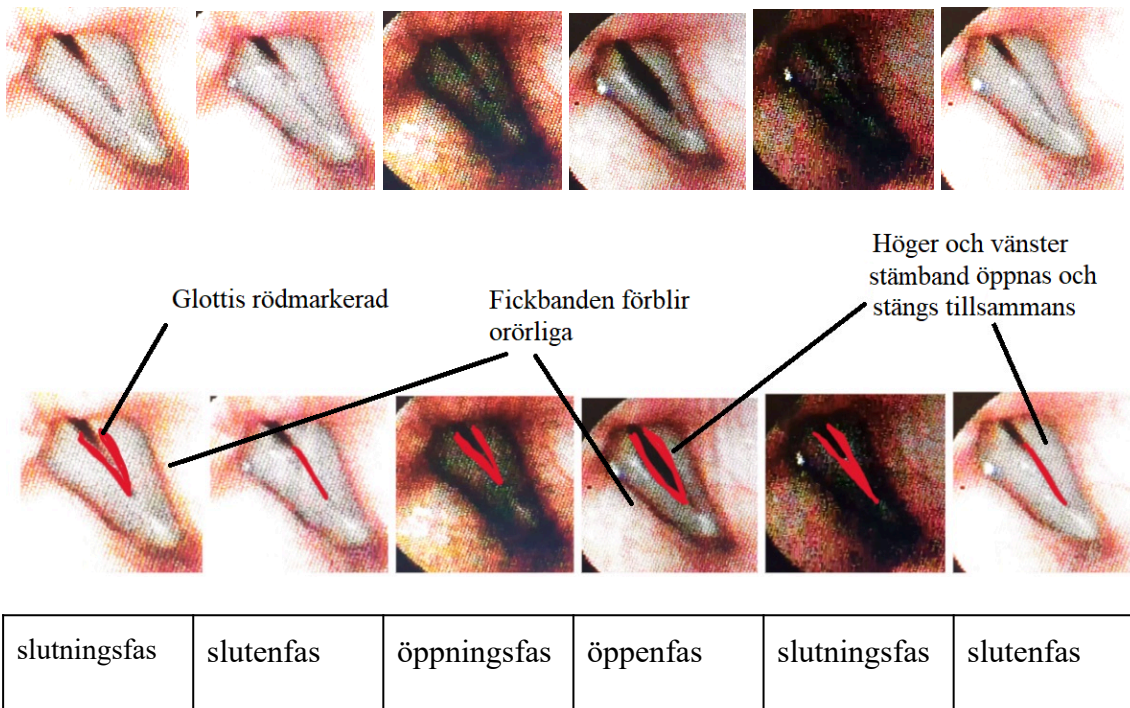 Höger och vänster
stämband öppnas och
stängs tillsammans
Glottis rödmarkerad
Fickbanden förblir
orörliga
slutningsfas
slutenfas
öppningsfas
öppenfas
slutningsfas
slutenfas